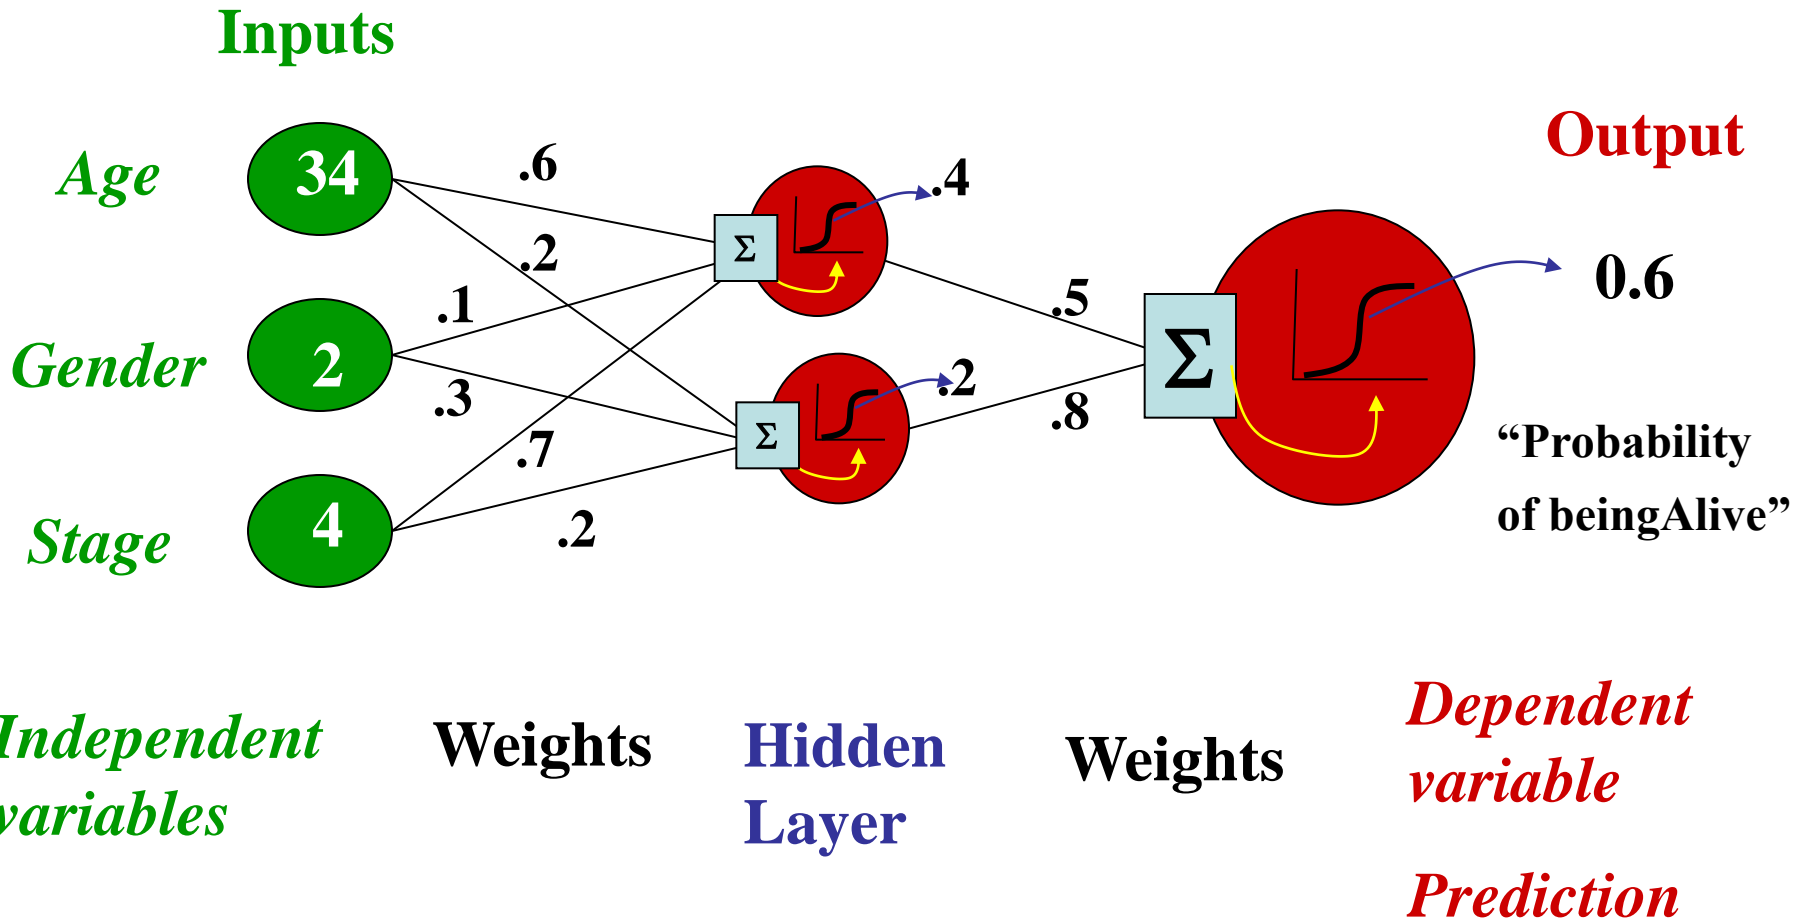 Inputs
Output
Age
34
.6
.4
Σ
.2
0.6
Gender
2
.1
.3
.5
Σ
.2
Σ
.8
"Probability
of beingAlive"
Stage
4
.7
.2
Independent
variables
Weights
Hidden
Layer
Weights
Dependent
variable
Prediction